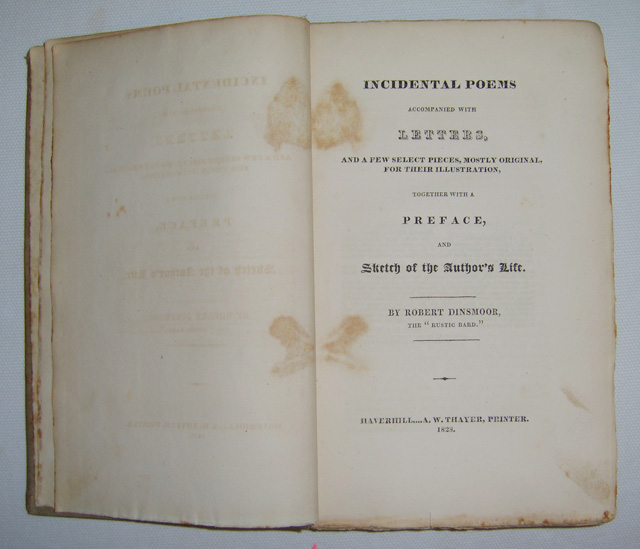 INCIDENTAL POEMS
ACCOMPANIED WITH
LETTERS,
AND A FEW SELECT PIECES, MOSTLY ORIGINAL,
FOR THEIR ILLUSTRATION,
TOGETHER WITH A
PREFACE,
AND
Sketch of the Author's Life.
BY ROBERT DINSMOOR,
THE "RUSTIC BARD."
HAVERHILL....A. W. THAYER, PRINTER.
1828.